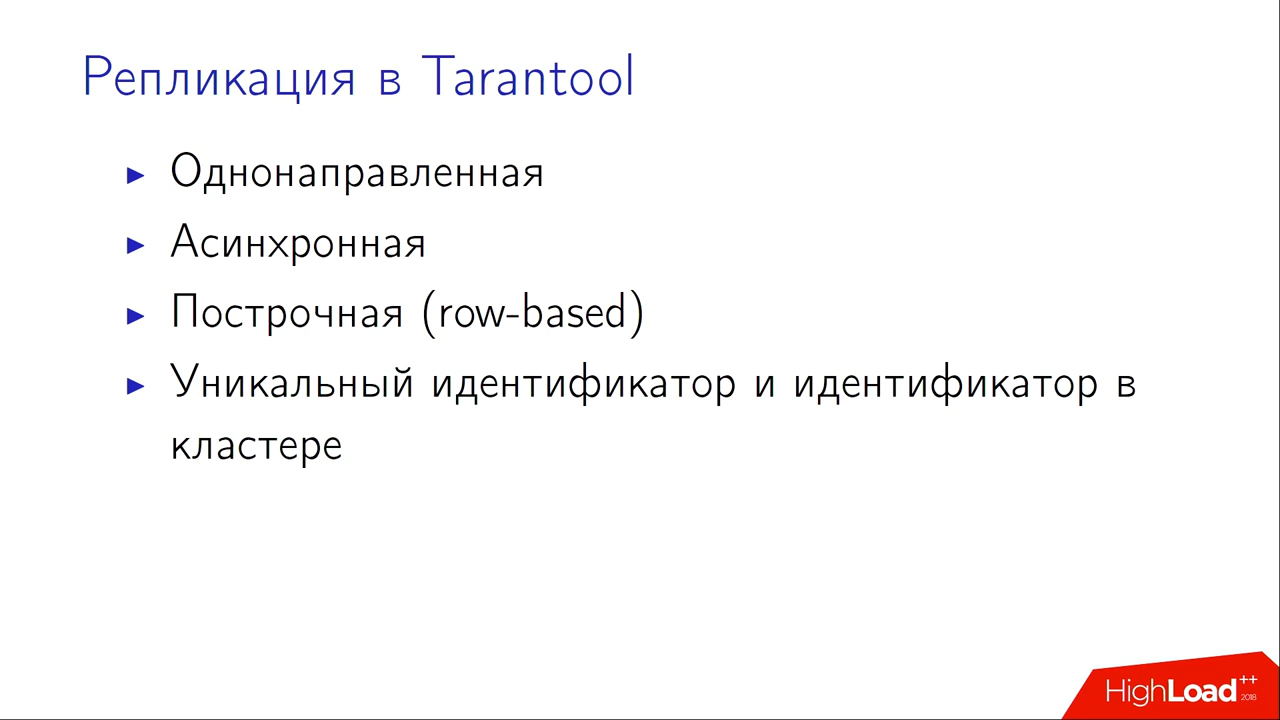 Репликация в Tarantool
Однонаправленная
Асинхронная
Построчная (row-based)
Уникальный идентификатор и идентификатор в
кластере
HighLoad++ 2018